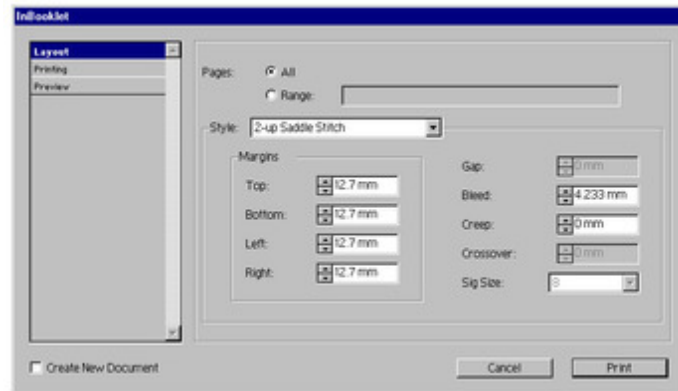 InBooklet
Layout
Printing
Preview
Pages:
All
Range:
Style:
2-up Saddle Stitch
Margins
Top:
12.7 mm
Bottom:
12.7 mm
Left:
12.7 mm
Right:
12.7 mm
Gap:
0 mm
Bleed:
4.233 mm
Creep:
0 mm
Crossover:
0 mm
Sig Size:
8
Create New Document
Cancel
Print